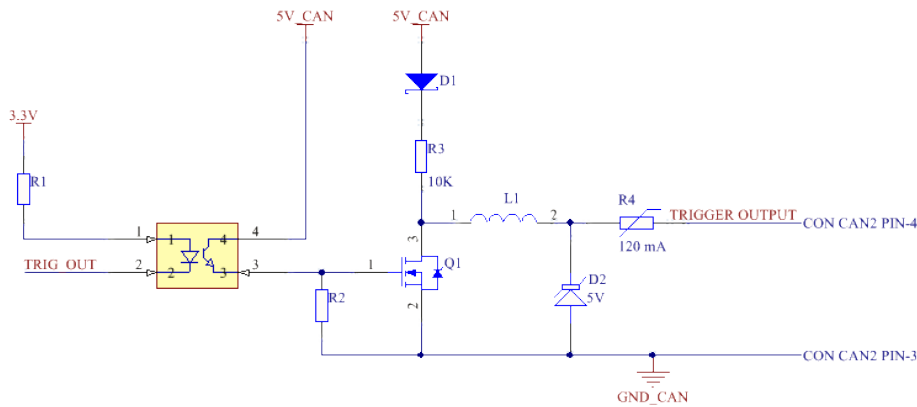 5V_CAN
5V_CAN
D1
3.3V
R3
R1
10K
L1
R4
1
2
TRIGGER OUTPUT
CON CAN2 PIN-4
1
1
4
4
3
120 mA
TRIG_OUT
2
2
3
3
1
Q1
D2
R2
2
5V
CON CAN2 PIN-3
GND_CAN